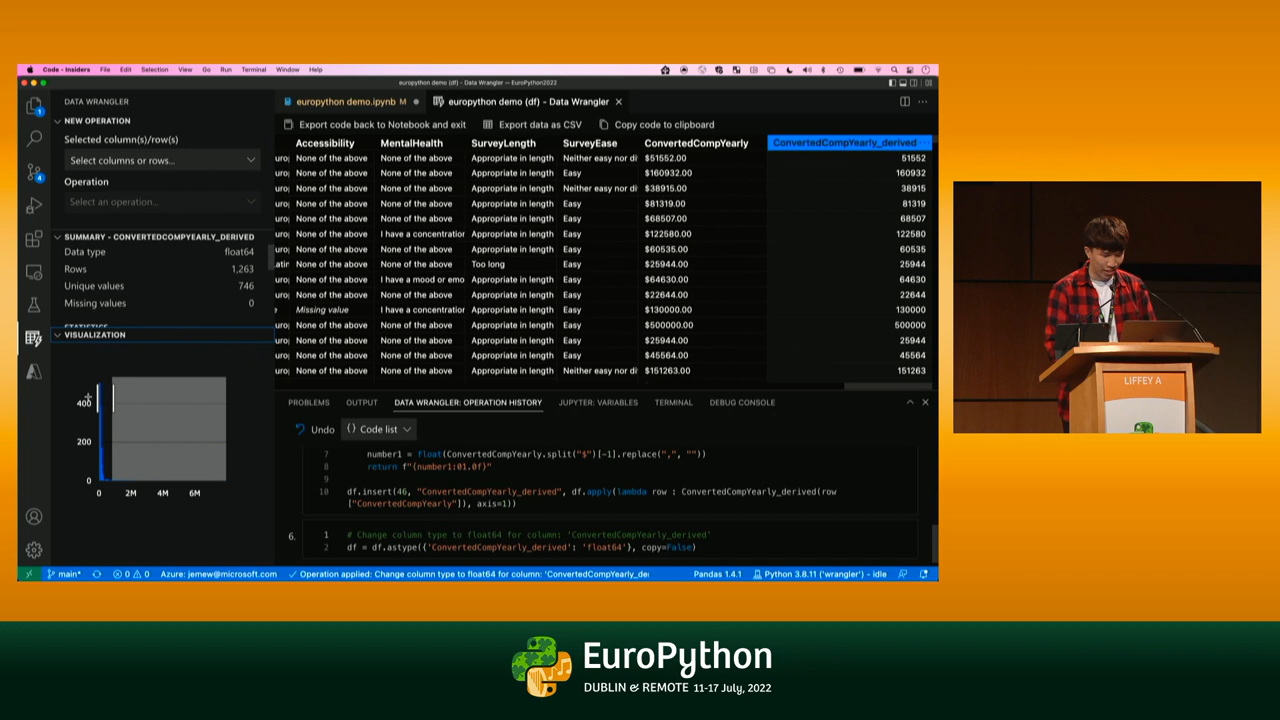 Code - Insiders File Edit Selection View Go Run Terminal Window Help
europython demo (df) - Data Wrangler — EuroPython2022
DATA WRANGLER
europython demo.ipynb M
europython demo (df) - Data Wrangler
NEW OPERATION
Export code back to Notebook and exit Export data as CSV Copy code to clipboard
Selected column(s)/row(s)
Select columns or rows...
Operation
Select an operation...
SUMMARY - CONVERTEDCOMPYEARLY_DERIVED
Data type float64
Rows 1,263
Unique values 746
Missing values 0
STATISTICS
VISUALIZATION
400
200
0
0 2M 4M 6M
Accessibility MentalHealth SurveyLength SurveyEase ConvertedCompYearly ConvertedCompYearly_derived
None of the above None of the above Appropriate in length Neither easy nor di $51552.00 51552
None of the above None of the above Appropriate in length Easy $160932.00 160932
None of the above None of the above Appropriate in length Neither easy nor di $38915.00 38915
None of the above None of the above Appropriate in length Easy $81319.00 81319
None of the above None of the above Appropriate in length Easy $68507.00 68507
None of the above I have a concentration Appropriate in length Easy $122580.00 122580
None of the above None of the above Appropriate in length Easy $60535.00 60535
None of the above None of the above Too long Easy $25944.00 25944
None of the above I have a mood or emo Appropriate in length Easy $64630.00 64630
None of the above None of the above Appropriate in length Easy $22644.00 22644
Missing value I have a concentration Appropriate in length Easy $130000.00 130000
None of the above None of the above Appropriate in length Easy $500000.00 500000
None of the above None of the above Appropriate in length Easy $25944.00 25944
None of the above None of the above Appropriate in length Easy $45564.00 45564
None of the above None of the above Appropriate in length Neither easy nor di $151263.00 151263
PROBLEMS OUTPUT DATA WRANGLER: OPERATION HISTORY JUPYTER: VARIABLES TERMINAL DEBUG CONSOLE
Undo {} Code list
7 number1 = float(ConvertedCompYearly.split("$")[-1].replace(",", ""))
8 return f"{number1:01.0f}"
9
10 df.insert(46, "ConvertedCompYearly_derived", df.apply(lambda row : ConvertedCompYearly_derived(row
["ConvertedCompYearly"]), axis=1))
6. 1 # Change column type to float64 for column: 'ConvertedCompYearly_derived'
2 df = df.astype({'ConvertedCompYearly_derived': 'float64'}, copy=False)
main* 0 0 Azure: jemew@microsoft.com Operation applied: Change column type to float64 for column: 'ConvertedCompYearly_de Pandas 1.4.1 Python 3.8.11 ('wrangler') - idle
LIFFEY A
EuroPython
DUBLIN & REMOTE 11-17 July, 2022